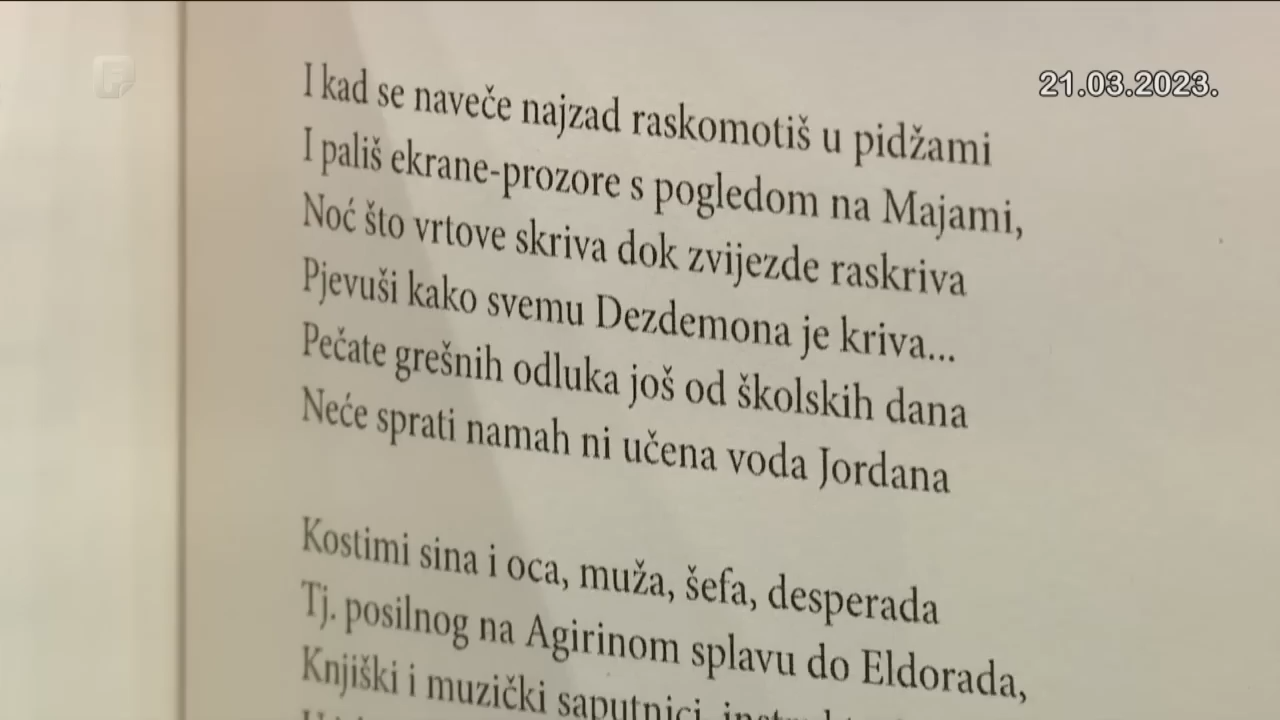 21.03.2023.
I kad se naveče najzad raskomotiš u pidžami
I pališ ekrane-prozore s pogledom na Majami,
Noć što vrtove skriva dok zvijezde raskriva
Pjevuši kako svemu Dezdemona je kriva...
Pečate grešnih odluka još od školskih dana
Neće sprati namah ni učena voda Jordana
Kostimi sina i oca, muža, šefa, desperada
Tj. posilnog na Agirinom splavu do Eldorada,
Knjiški i muzički saputnici,